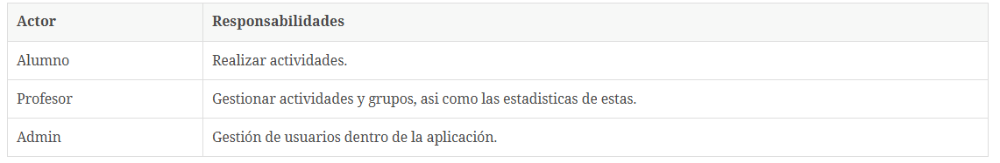 Actor Responsabilidades
Alumno Realizar actividades.
Profesor Gestionar actividades y grupos, asi como las estadisticas de estas.
Admin Gestión de usuarios dentro de la aplicación.